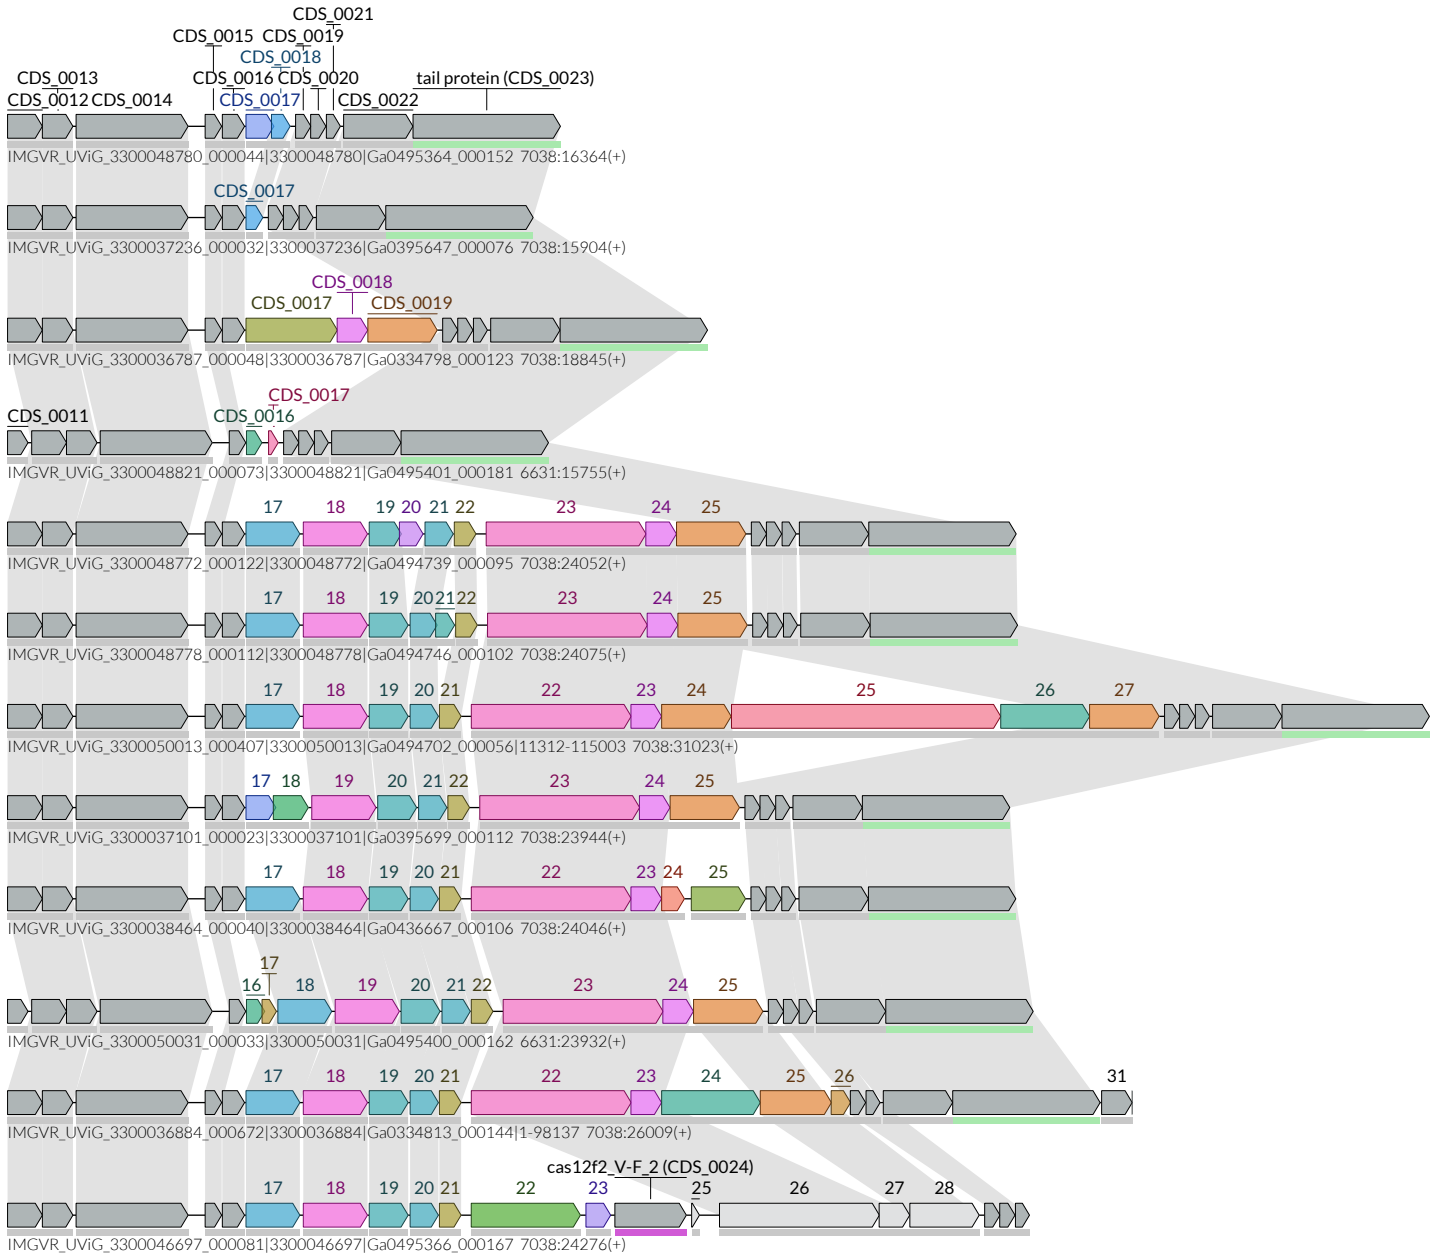 CDS_0021
CDS_0015 CDS_0019
CDS_0018
CDS_0013 CDS_0016 CDS_0020 tail protein (CDS_0023)
CDS_0012 CDS_0014 CDS_0017 CDS_0022
IMGVR_UViG_3300048780_000044|3300048780|Ga0495364_000152 7038:16364(+)
CDS_0017
IMGVR_UViG_3300037236_000032|3300037236|Ga0395647_000076 7038:15904(+)
CDS_0018
CDS_0017 CDS_0019
IMGVR_UViG_3300036787_000048|3300036787|Ga0334798_000123 7038:18845(+)
CDS_0017
CDS_0011 CDS_0016
IMGVR_UViG_3300048821_000073|3300048821|Ga0495401_000181 6631:15755(+)
17 18 19 20 21 22 23 24 25
IMGVR_UViG_3300048772_000122|3300048772|Ga0494739_000095 7038:24052(+)
17 18 19 20 21 22 23 24 25
IMGVR_UViG_3300048778_000112|3300048778|Ga0494746_000102 7038:24075(+)
17 18 19 20 21 22 23 24 25 26 27
IMGVR_UViG_3300050013_000407|3300050013|Ga0494702_000056|11312-115003 7038:31023(+)
17 18 19 20 21 22 23 24 25
IMGVR_UViG_3300037101_000023|3300037101|Ga0395699_000112 7038:23944(+)
17 18 19 20 21 22 23 24 25
IMGVR_UViG_3300038464_000040|3300038464|Ga0436667_000106 7038:24046(+)
17
16 18 19 20 21 22 23 24 25
IMGVR_UViG_3300050031_000033|3300050031|Ga0495400_000162 6631:23932(+)
17 18 19 20 21 22 23 24 25 26 31
IMGVR_UViG_3300036884_000672|3300036884|Ga0334813_000144|1-98137 7038:26009(+)
cas12f2_V-F_2 (CDS_0024)
17 18 19 20 21 22 23 25 26 27 28
IMGVR_UViG_3300046697_000081|3300046697|Ga0495366_000167 7038:24276(+)